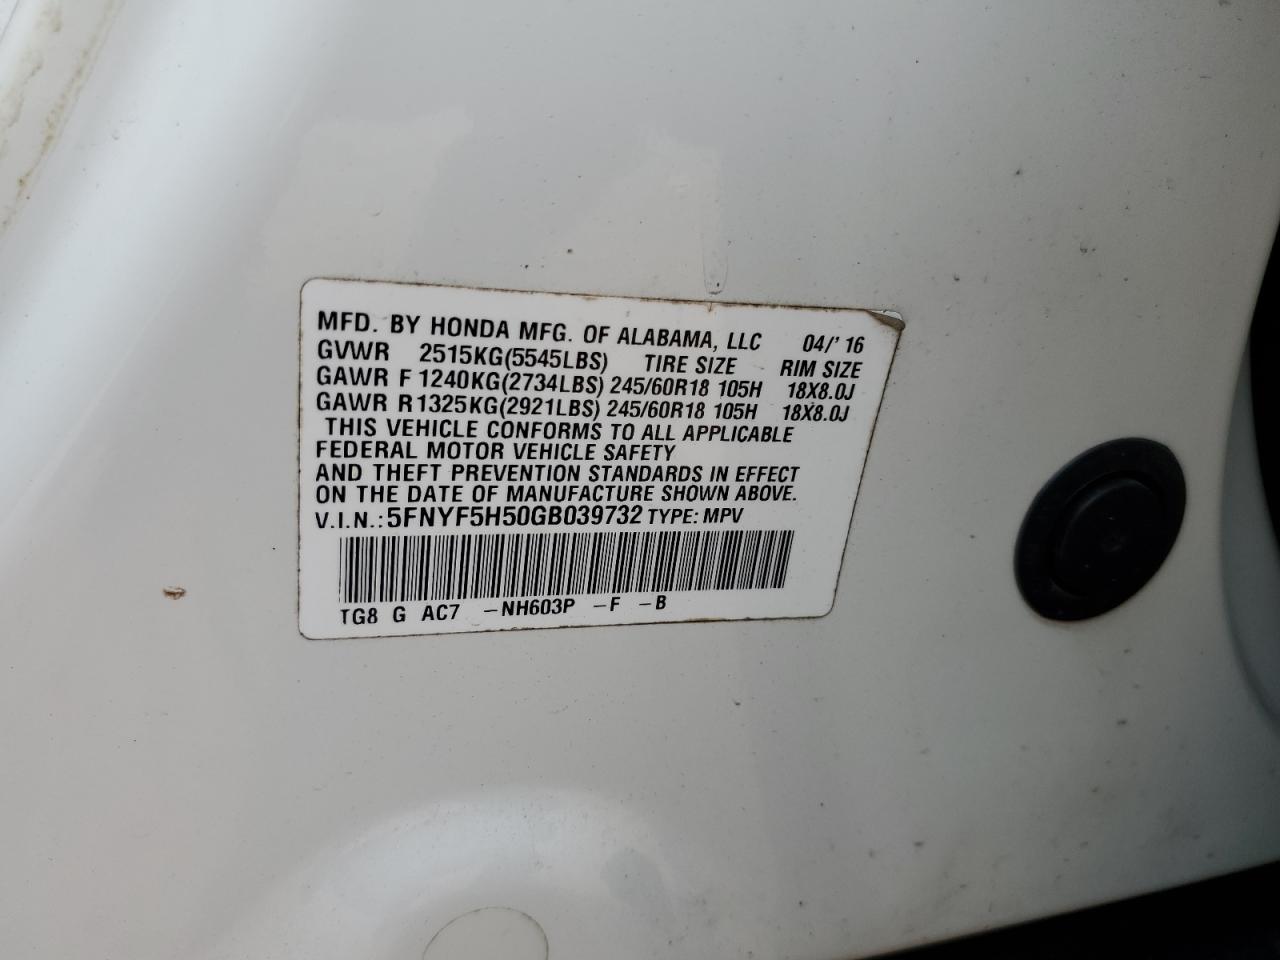 MFD. BY HONDA MFG. OF ALABAMA, LLC 04/'16
GVWR 2515KG(5545LBS) TIRE SIZE RIM SIZE
GAWR F 1240KG(2734LBS) 245/60R18 105H 18X8.0J
GAWR R 1325KG(2921LBS) 245/60R18 105H 18X8.0J
THIS VEHICLE CONFORMS TO ALL APPLICABLE
FEDERAL MOTOR VEHICLE SAFETY
AND THEFT PREVENTION STANDARDS IN EFFECT
ON THE DATE OF MANUFACTURE SHOWN ABOVE.
V.I.N.: 5FNYF5H50GB039732 TYPE: MPV
TG8 G AC7 -NH603P -F -B